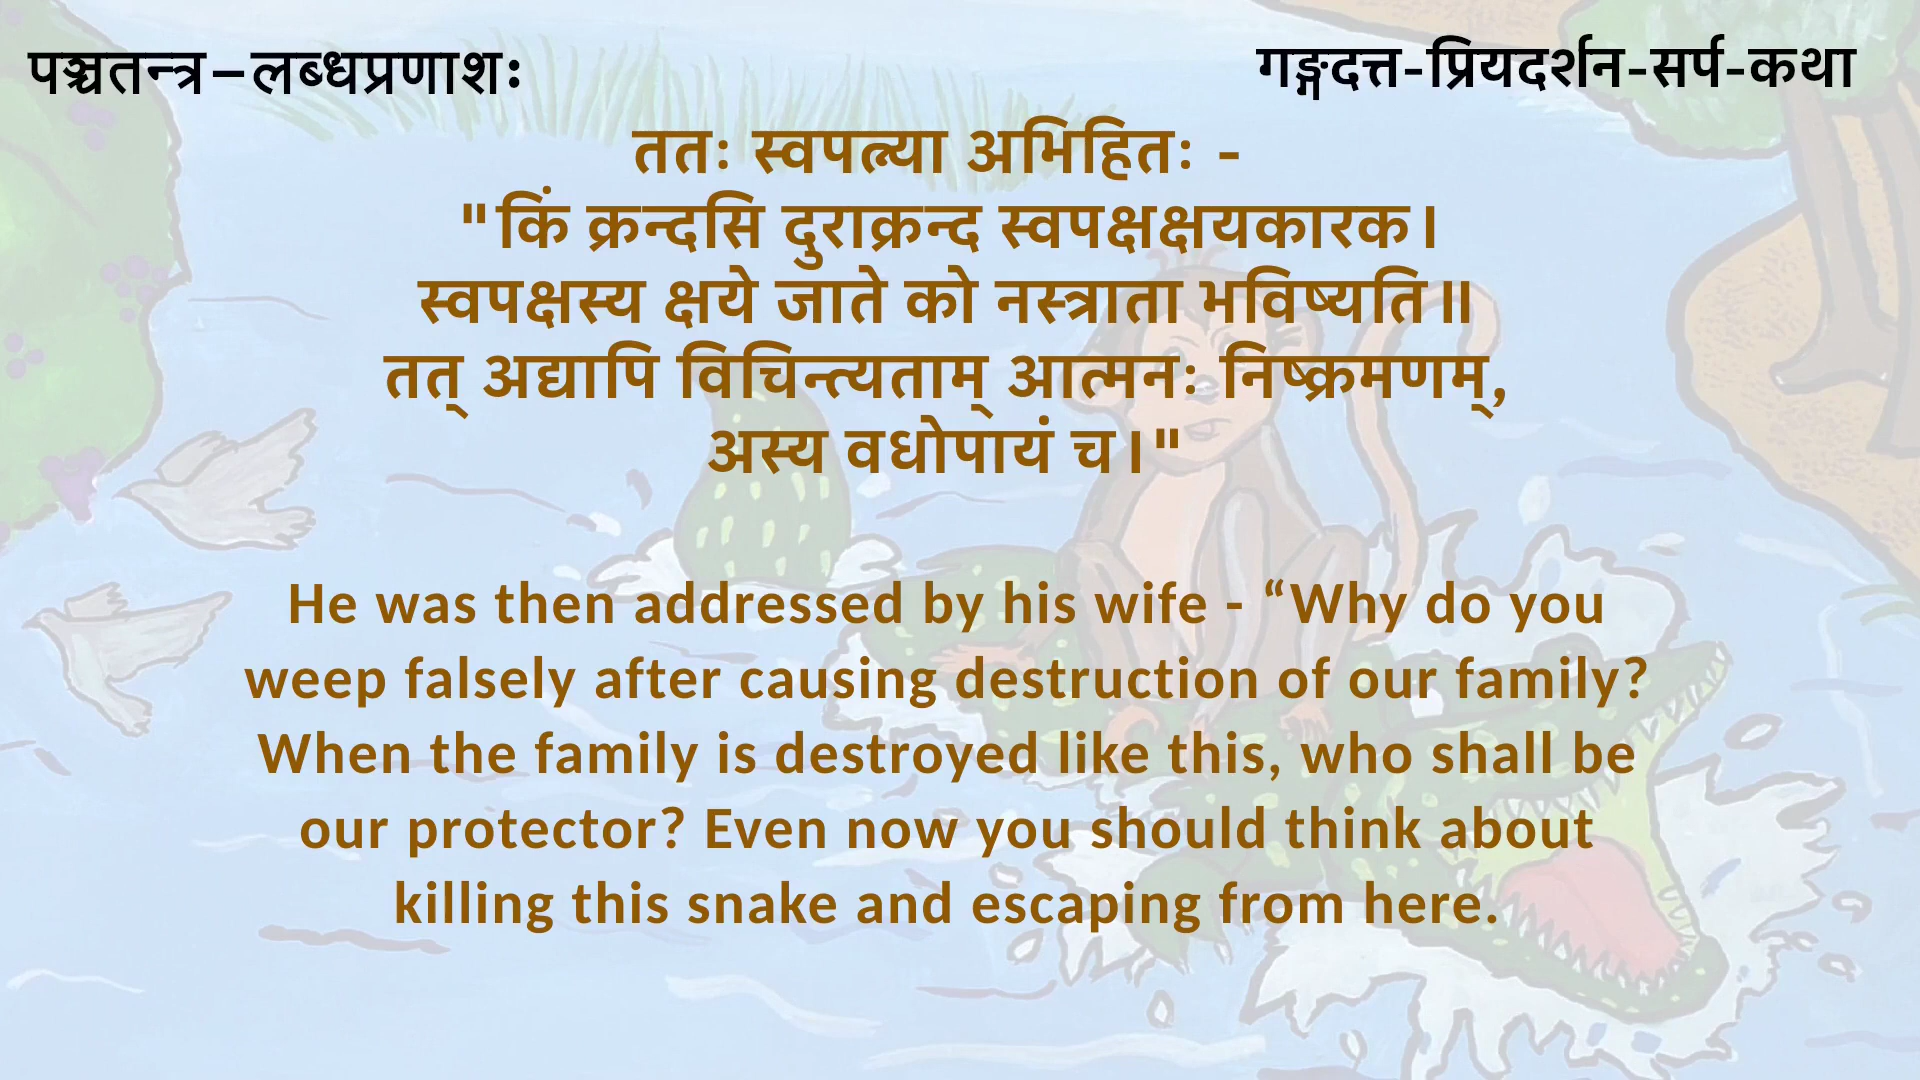 पञ्चतन्त्र–लब्धप्रणाशः
गङ्गदत्त-प्रियदर्शन-सर्प-कथा
ततः स्वपत्न्या अभिहितः -
"किं क्रन्दसि दुराक्रन्द स्वपक्षक्षयकारक।
स्वपक्षस्य क्षये जाते को नस्त्राता भविष्यति॥
तत् अद्यापि विचिन्त्यताम् आत्मनः निष्क्रमणम्,
अस्य वधोपायं च।"
He was then addressed by his wife - “Why do you
weep falsely after causing destruction of our family?
When the family is destroyed like this, who shall be
our protector? Even now you should think about
killing this snake and escaping from here.